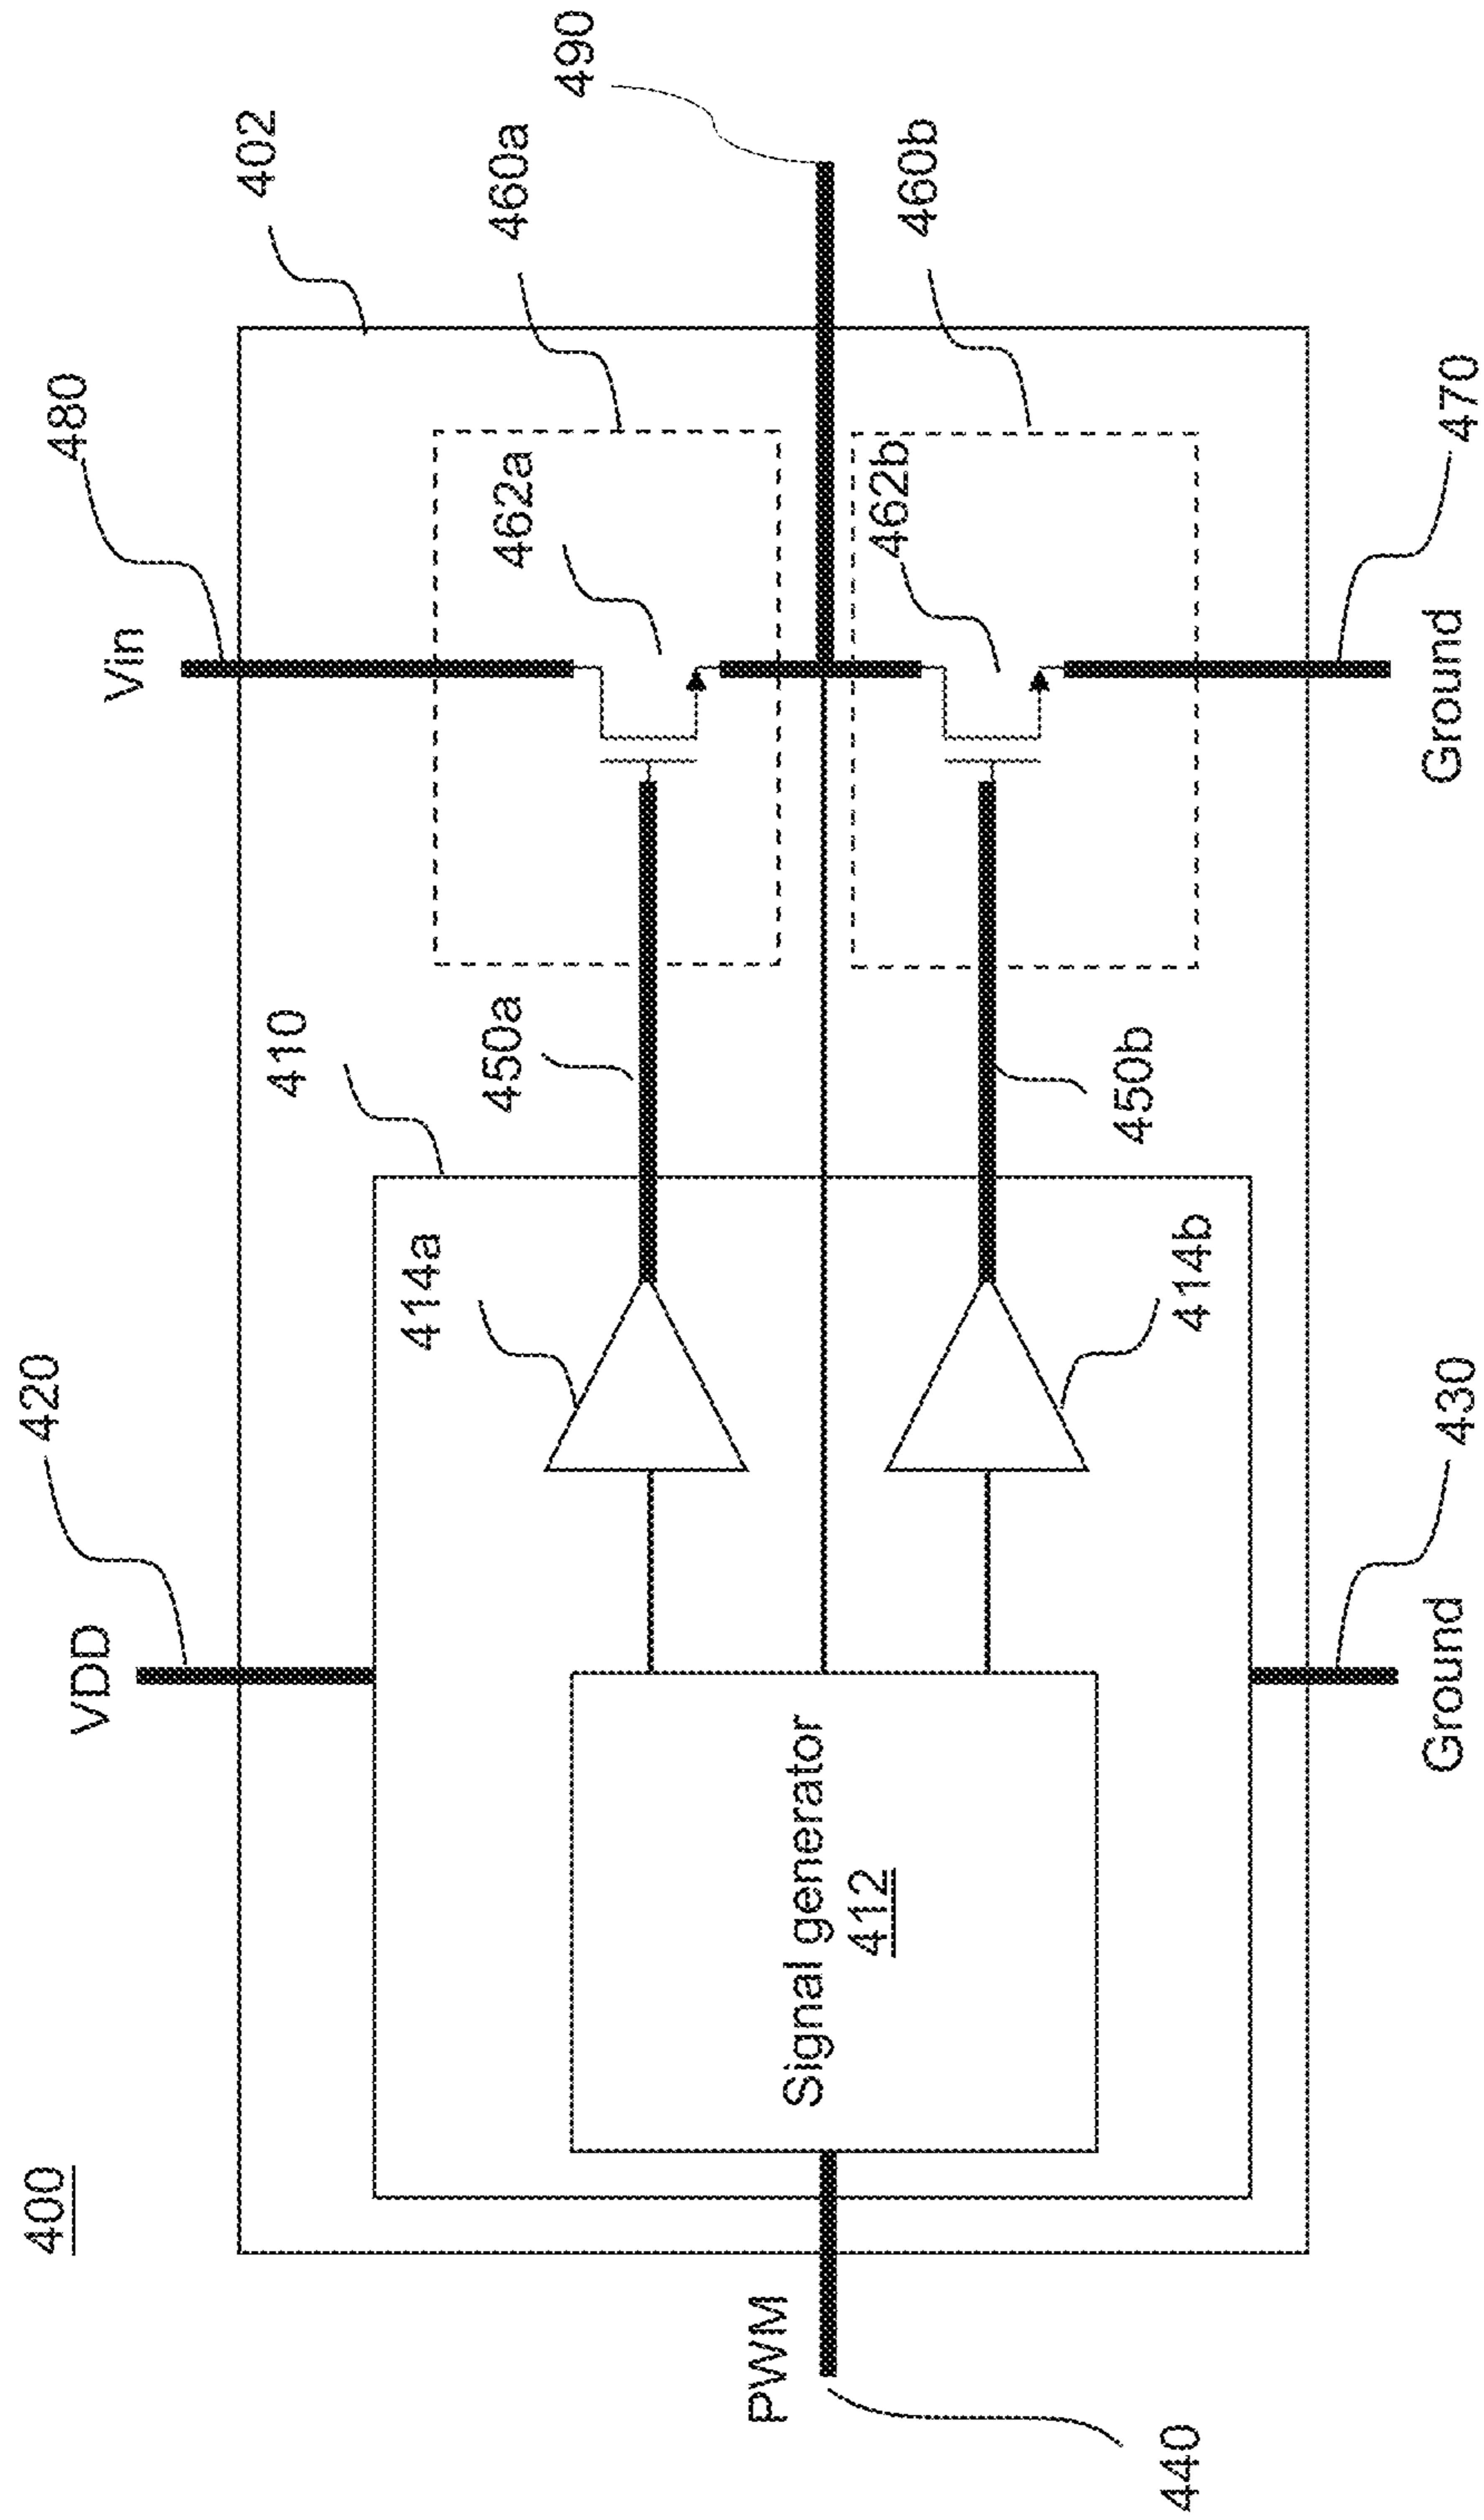 400
420
VDD
480
Vin
402
410
490
460a
462a
414a
450a
PWM
Signal generator
412
462b
460b
440
414b
450b
430
Ground
470
Ground